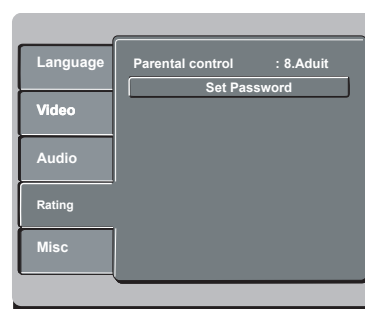 Language
Parental control : 8.Aduit
Set Password
Video
Audio
Rating
Misc